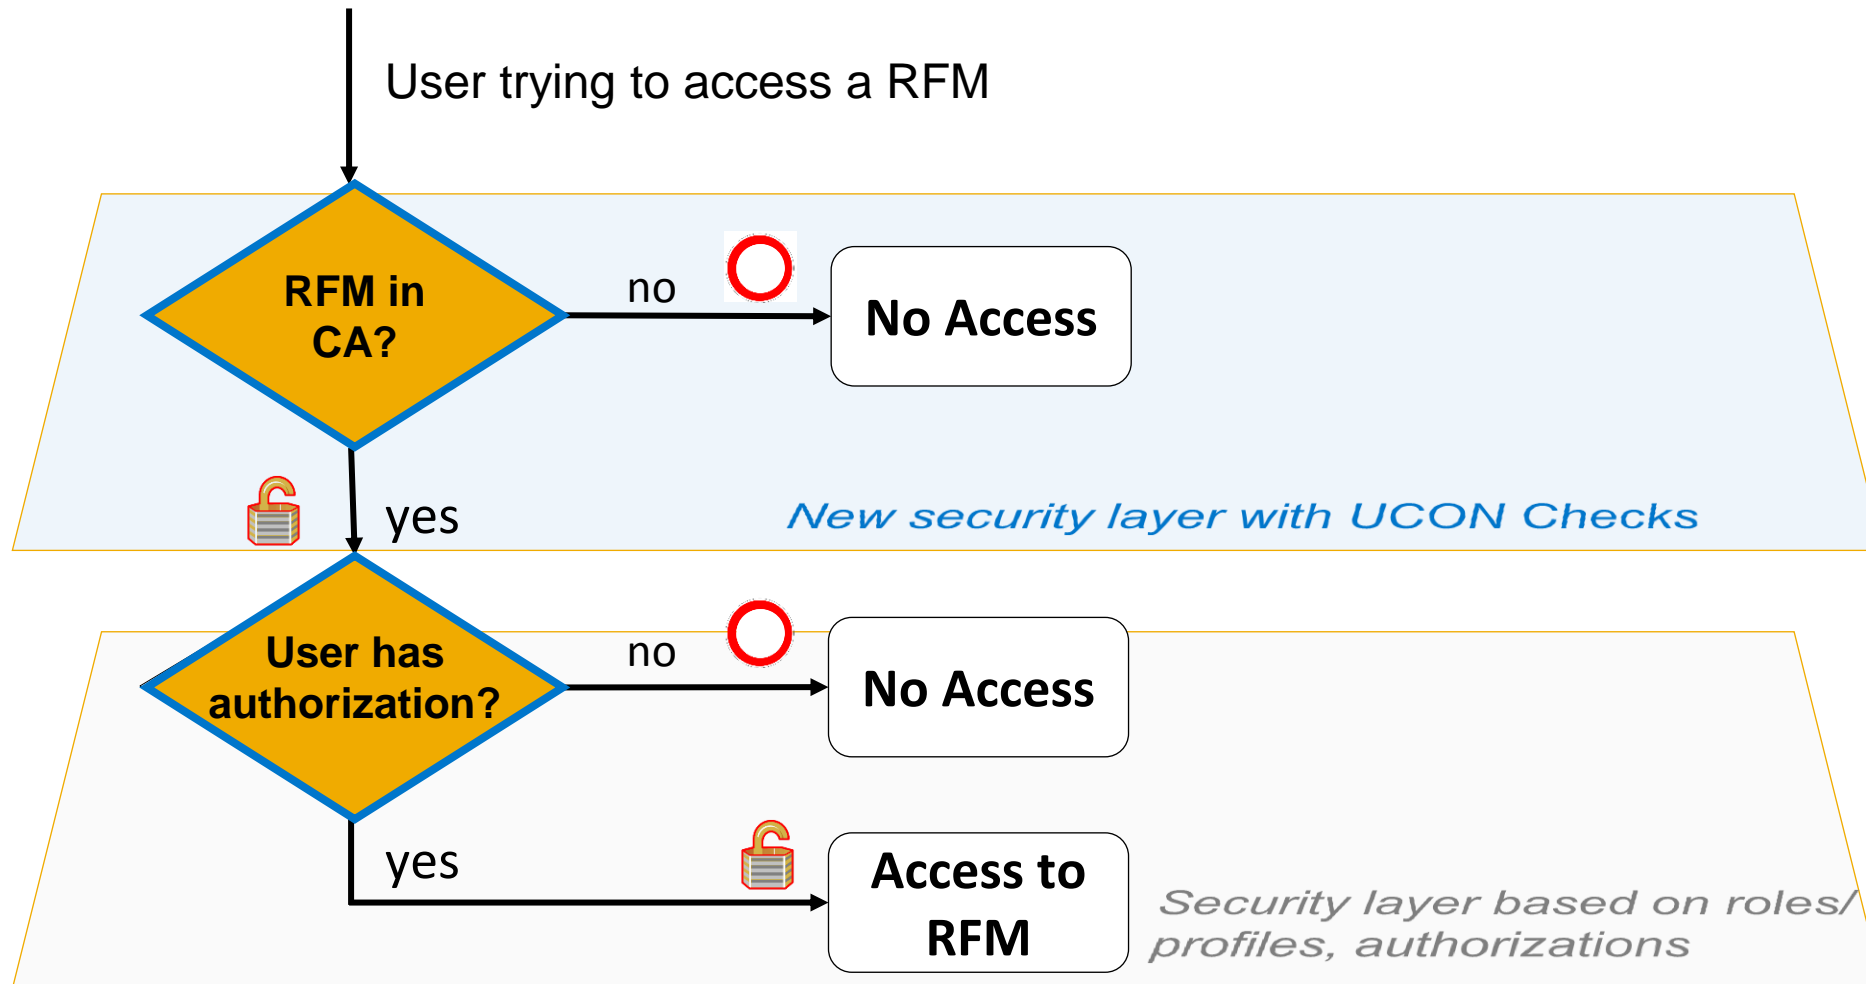 User trying to access a RFM
RFM in
CA?
no
No Access
yes
New security layer with UCON Checks
User has
authorization?
no
No Access
yes
Access to
RFM
Security layer based on roles/
profiles, authorizations